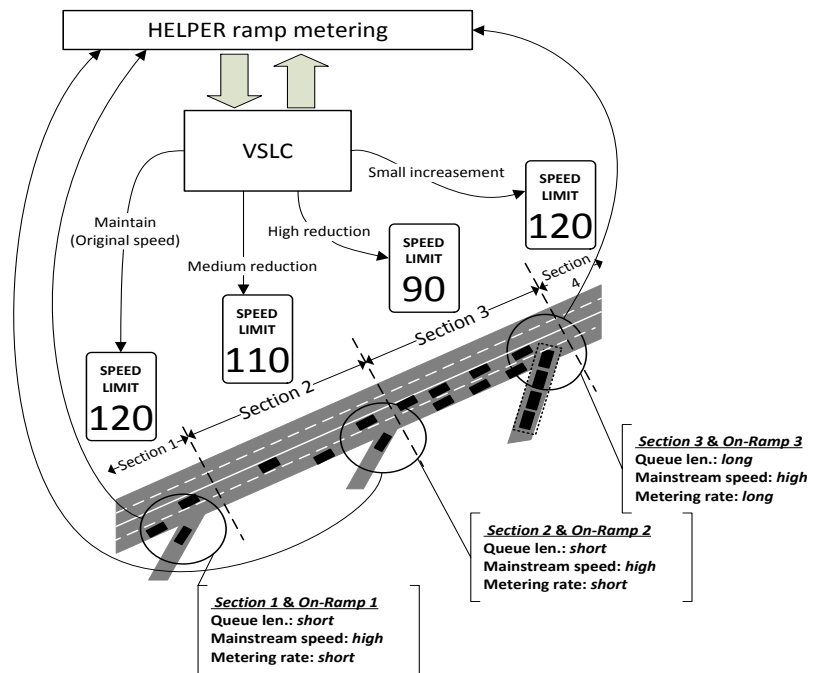 HELPER ramp metering
VSLC
Small increasement
SPEED
LIMIT
120
Maintain
(Original speed)
High reduction
SPEED
LIMIT
90
Medium reduction
SPEED
LIMIT
110
SPEED
LIMIT
120
Section 1
Section 2
Section 3
Section
4
Section 3 & On-Ramp 3
Queue len.: long
Mainstream speed: high
Metering rate: long
Section 2 & On-Ramp 2
Queue len.: short
Mainstream speed: high
Metering rate: short
Section 1 & On-Ramp 1
Queue len.: short
Mainstream speed: high
Metering rate: short